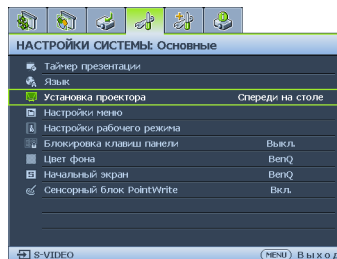 НАСТРОЙКИ СИСТЕМЫ: Основные
Таймер презентации
Язык
Установка проектора Спереди на столе
Настройки меню
Настройки рабочего режима
Блокировка клавиш панели Выкл.
Цвет фона BenQ
Начальный экран BenQ
Сенсорный блок PointWrite Вкл.
S-VIDEO MENU Выход